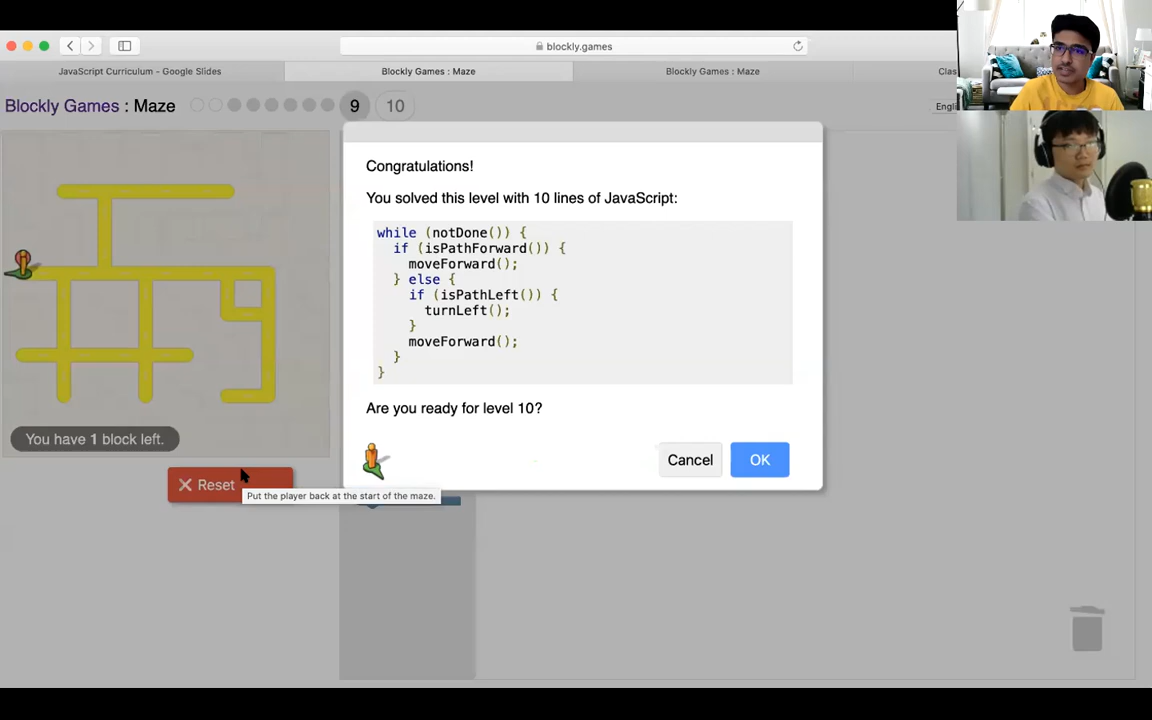 blockly.games
JavaScript Curriculum - Google Slides
Blockly Games : Maze
Blockly Games : Maze
Clas
Blockly Games : Maze
9
10
Engli
Congratulations!
You solved this level with 10 lines of JavaScript:
while (notDone()) {
if (isPathForward()) {
moveForward();
} else {
if (isPathLeft()) {
turnLeft();
}
moveForward();
}
}
Are you ready for level 10?
You have 1 block left.
Cancel
OK
Reset
Put the player back at the start of the maze.